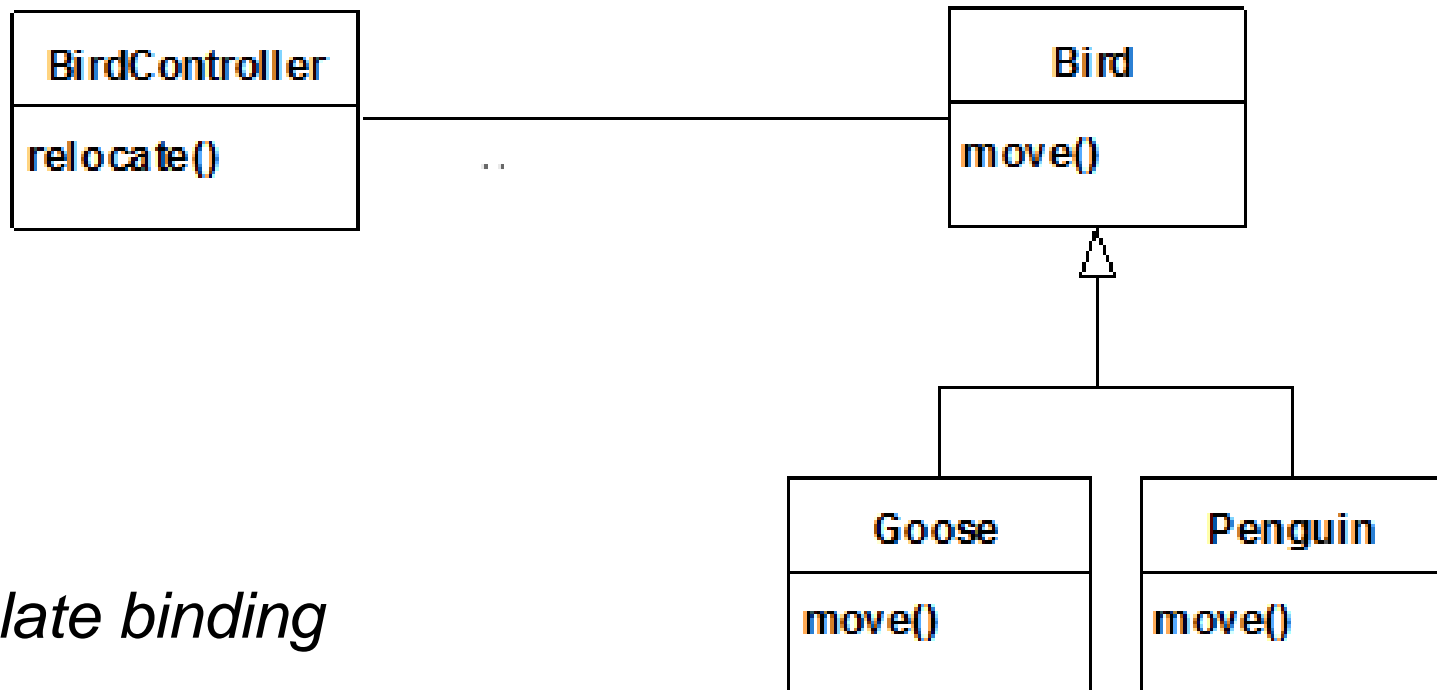 BirdController
relocate()
Bird
move()
Goose
move()
Penguin
move()
late binding